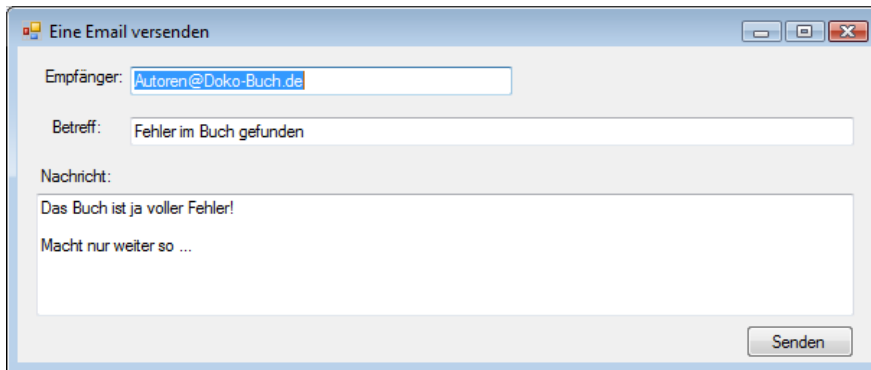 Eine Email versenden
Empfänger: Autoren@Doko-Buch.de
Betreff: Fehler im Buch gefunden
Nachricht:
Das Buch ist ja voller Fehler!
Macht nur weiter so ...
Senden